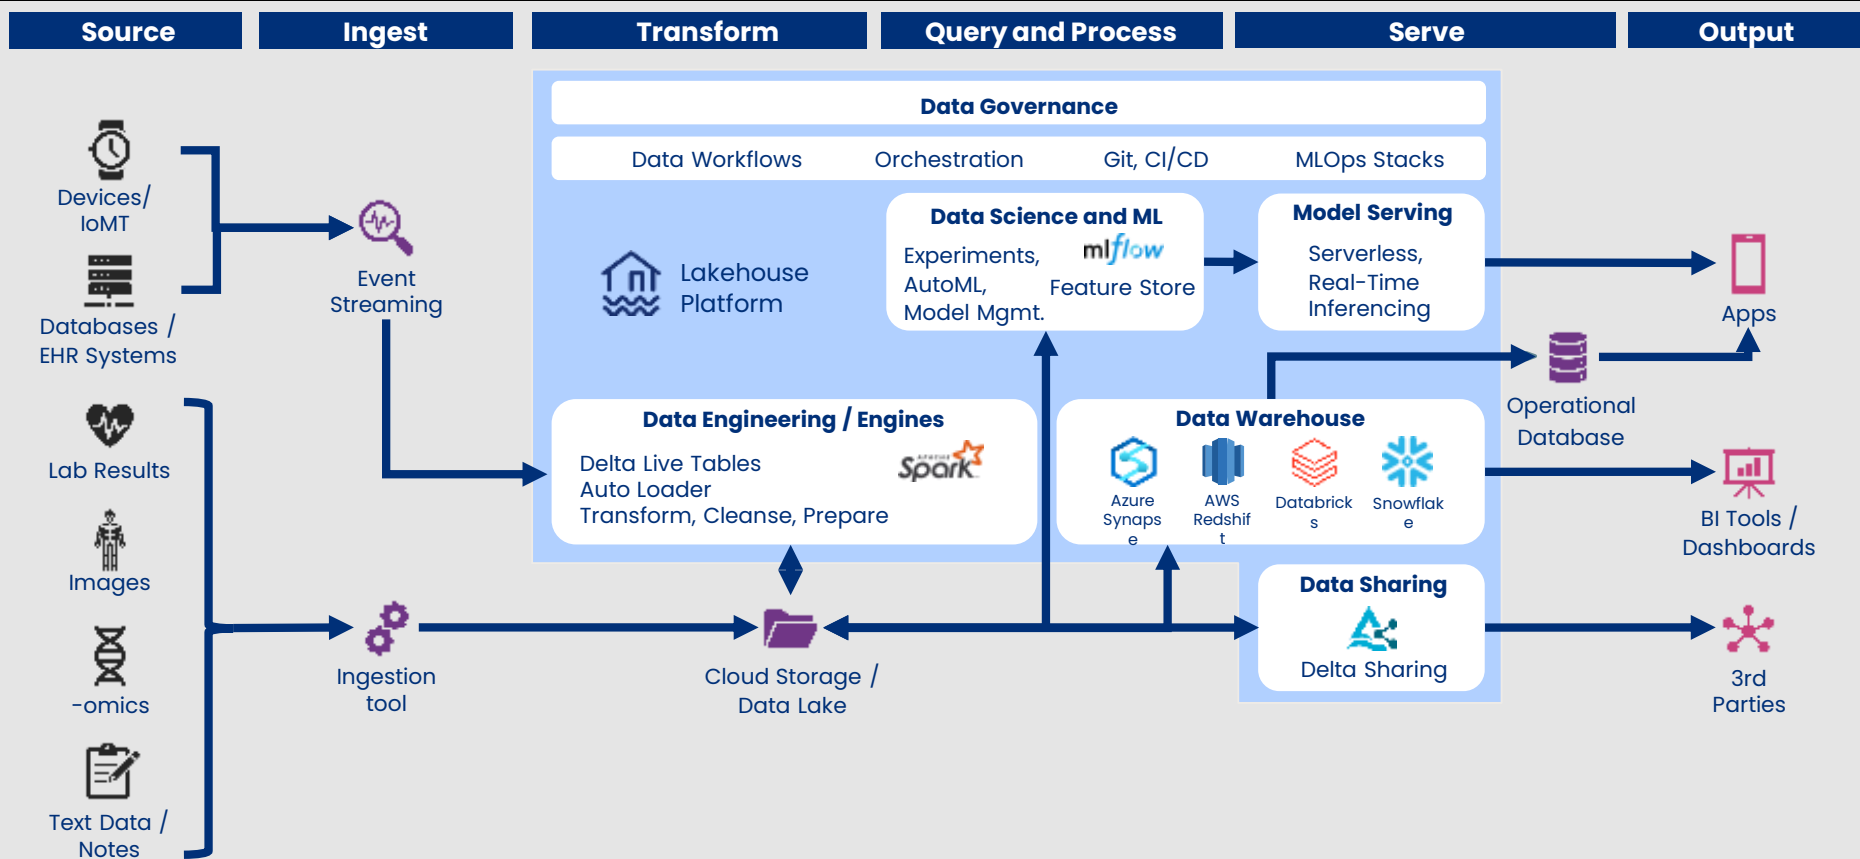 Source
Ingest
Transform
Query and Process
Serve
Output
Data Governance
Data Workflows
Orchestration
Git, CI/CD
MLOps Stacks
Devices/
IoMT
Databases /
EHR Systems
Lab Results
Images
-omics
Text Data /
Notes
Event
Streaming
Ingestion
tool
Lakehouse
Platform
Data Science and ML
Experiments,
AutoML,
Model Mgmt.
mlflow
Feature Store
Model Serving
Serverless,
Real-Time
Inferencing
Data Engineering / Engines
Delta Live Tables
Auto Loader
Transform, Cleanse, Prepare
APACHE
Spark
Data Warehouse
Azure
Synaps
e
AWS
Redshif
t
Databrick
s
Snowflak
e
Cloud Storage /
Data Lake
Data Sharing
Delta Sharing
Operational
Database
Apps
BI Tools /
Dashboards
3rd
Parties